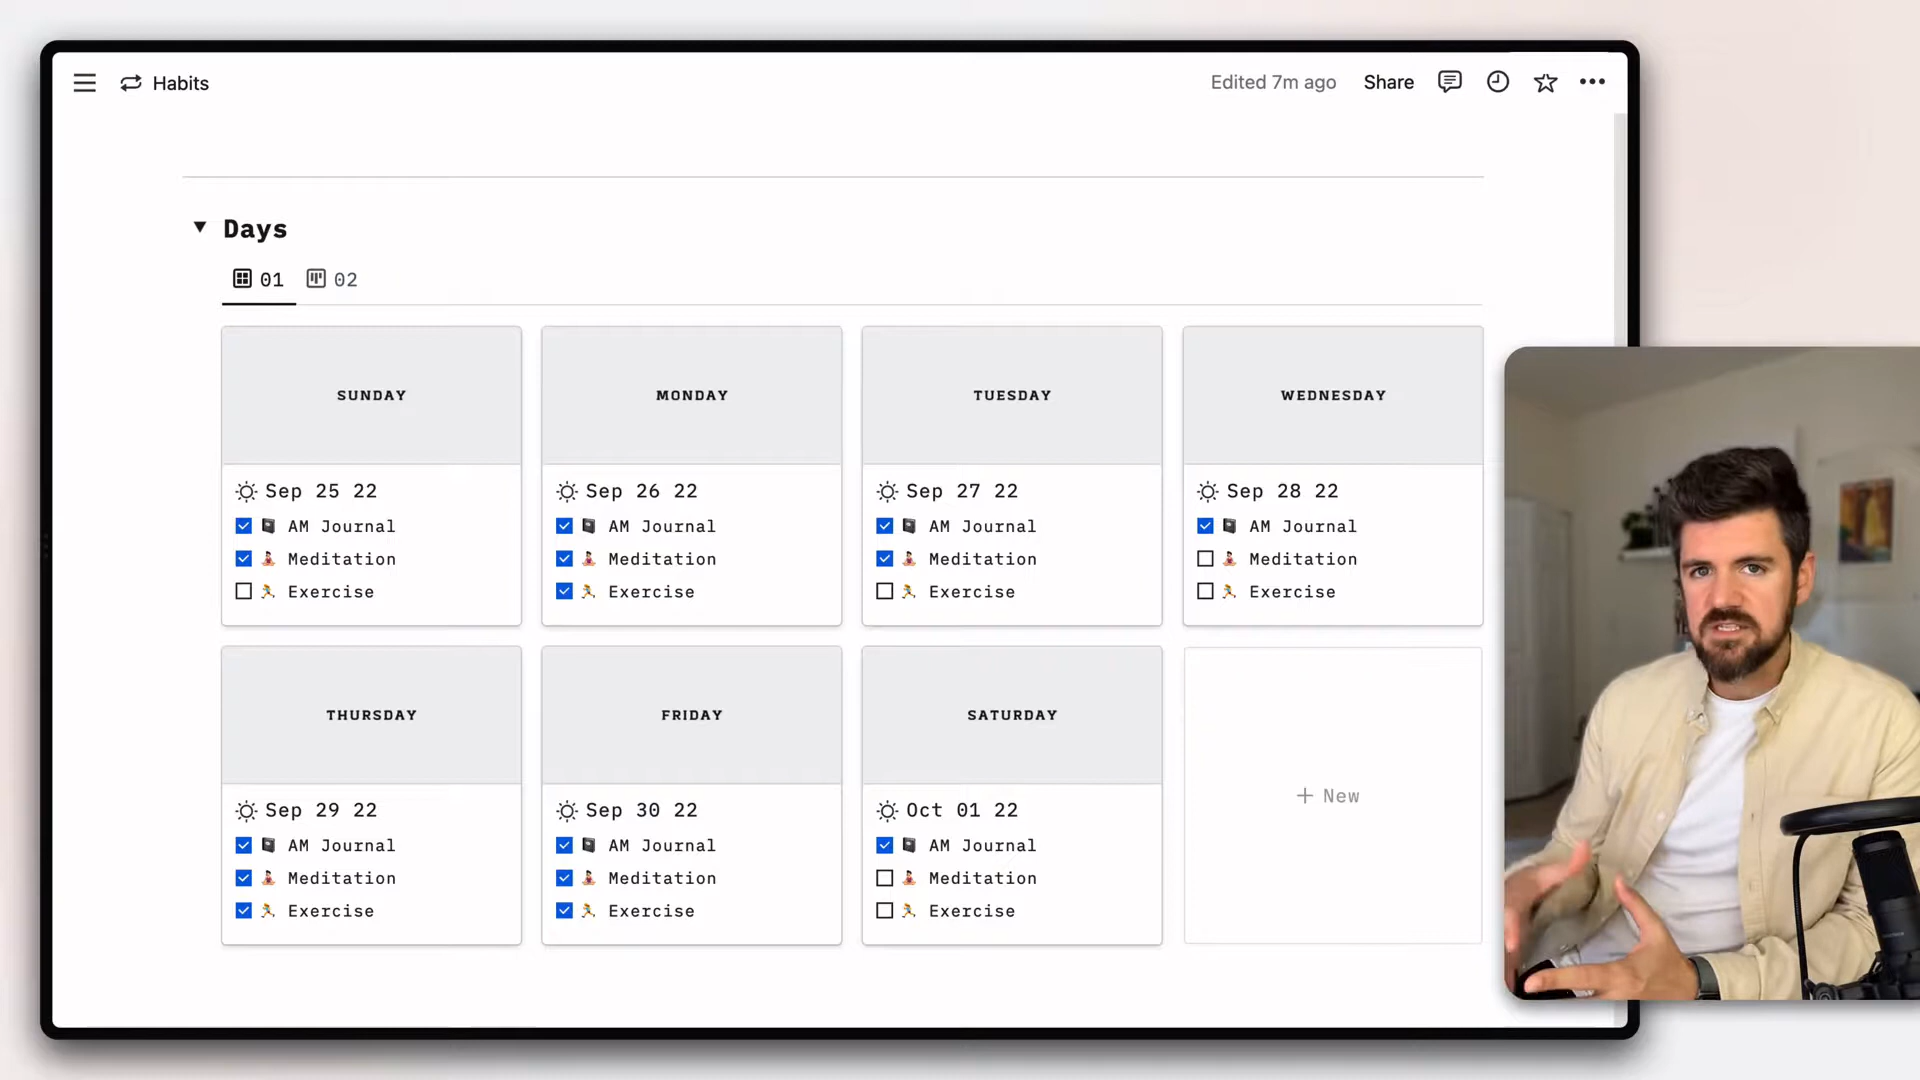 Habits
Edited 7m ago Share
Days
01 02
SUNDAY
Sep 25 22
AM Journal
Meditation
Exercise
MONDAY
Sep 26 22
AM Journal
Meditation
Exercise
TUESDAY
Sep 27 22
AM Journal
Meditation
Exercise
WEDNESDAY
Sep 28 22
AM Journal
Meditation
Exercise
THURSDAY
Sep 29 22
AM Journal
Meditation
Exercise
FRIDAY
Sep 30 22
AM Journal
Meditation
Exercise
SATURDAY
Oct 01 22
AM Journal
Meditation
Exercise
+ New